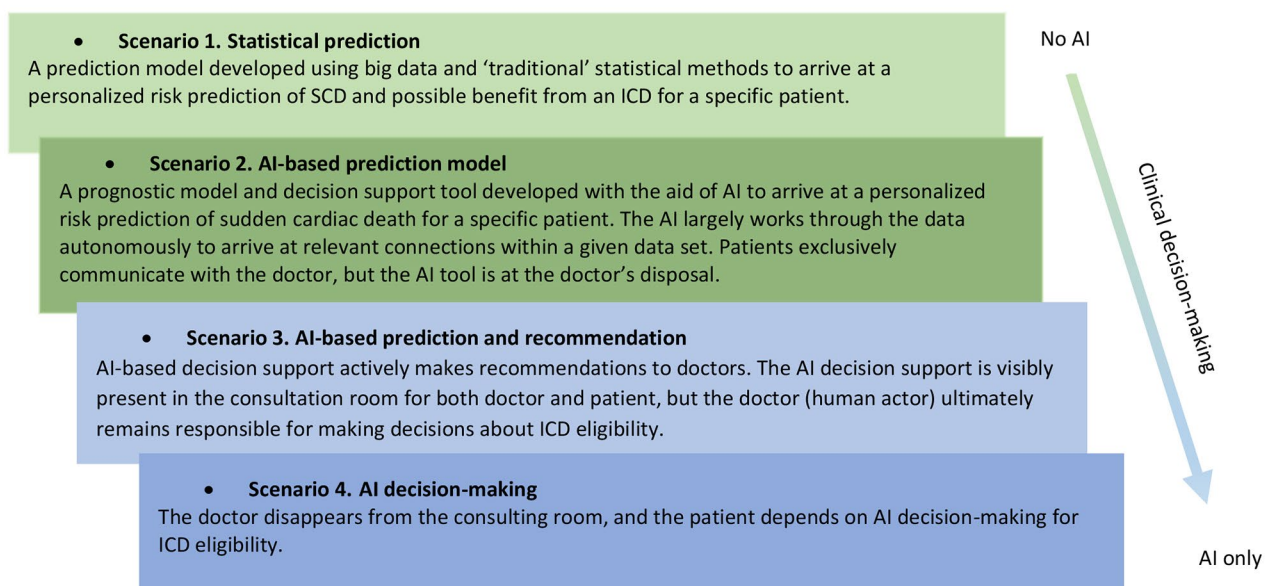 • Scenario 1. Statistical prediction
A prediction model developed using big data and ‘traditional’ statistical methods to arrive at a
personalized risk prediction of SCD and possible benefit from an ICD for a specific patient.
• Scenario 2. AI-based prediction model
A prognostic model and decision support tool developed with the aid of AI to arrive at a personalized
risk prediction of sudden cardiac death for a specific patient. The AI largely works through the data
autonomously to arrive at relevant connections within a given data set. Patients exclusively
communicate with the doctor, but the AI tool is at the doctor’s disposal.
• Scenario 3. AI-based prediction and recommendation
AI-based decision support actively makes recommendations to doctors. The AI decision support is visibly
present in the consultation room for both doctor and patient, but the doctor (human actor) ultimately
remains responsible for making decisions about ICD eligibility.
• Scenario 4. AI decision-making
The doctor disappears from the consulting room, and the patient depends on AI decision-making for
ICD eligibility.
No AI
Clinical decision-making
AI only